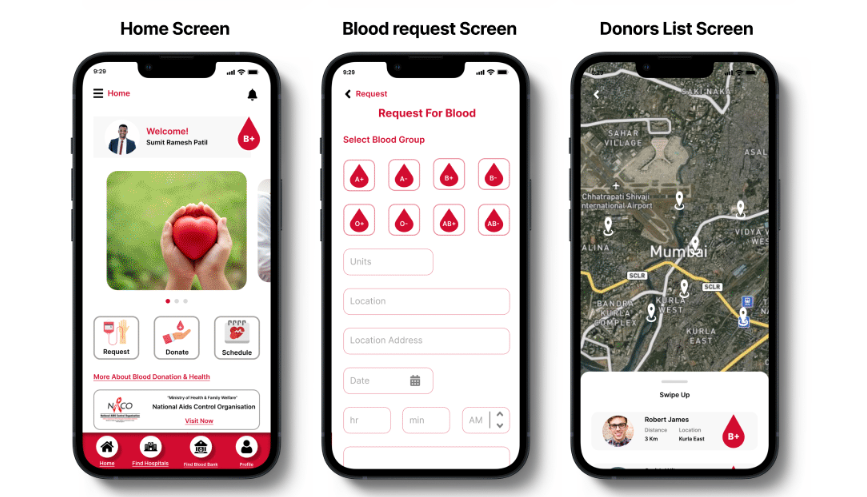 Home Screen
Blood request Screen
Donors List Screen
9:29
Home
Welcome!
Sumit Ramesh Patil
B+
Request
Donate
Schedule
More About Blood Donation & Health
NACO
"Ministry of Health & Family Welfare"
National Aids Control Organisation
Visit Now
Home
Find Hospitals
Find Blood Bank
Profile
9:29
Request
Request For Blood
Select Blood Group
A+
A-
B+
B-
O+
O-
AB+
AB-
Units
Location
Location Address
Date
hr
min
AM
9:29
SAKI NAKA
SAHAR
VILLAGE
ASAL
Chhatrapati Shivaji
International Airport
ALINA
VIDYA V
WES
Mumbai
SCLR
SCLR
BANDRA
KURLA
COMPLEX
KURLA
WEST
KURLA
EAST
Swipe Up
Robert James
Distance
Location
3 Km
Kurla East
B+